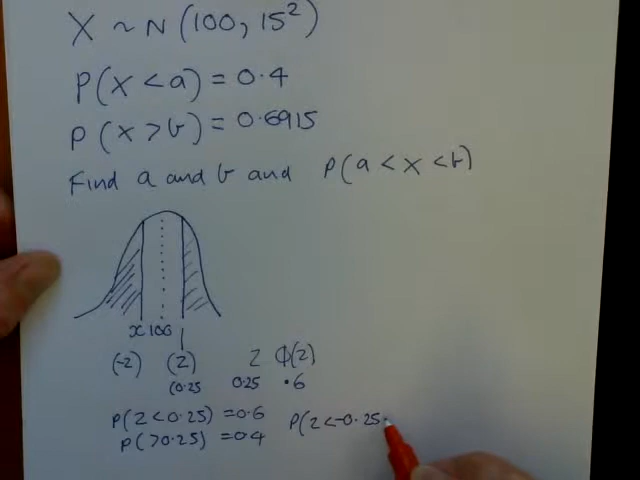 X ~ N(100, 15²)
P(X < a) = 0.4
P(X > b) = 0.6915
Find a and b and P(a < X < b)
x 100
(-z) (z) z Φ(z)
(0.25 0.25 .6
P(z < 0.25) = 0.6 P(z < -0.25
P(> 0.25) = 0.4